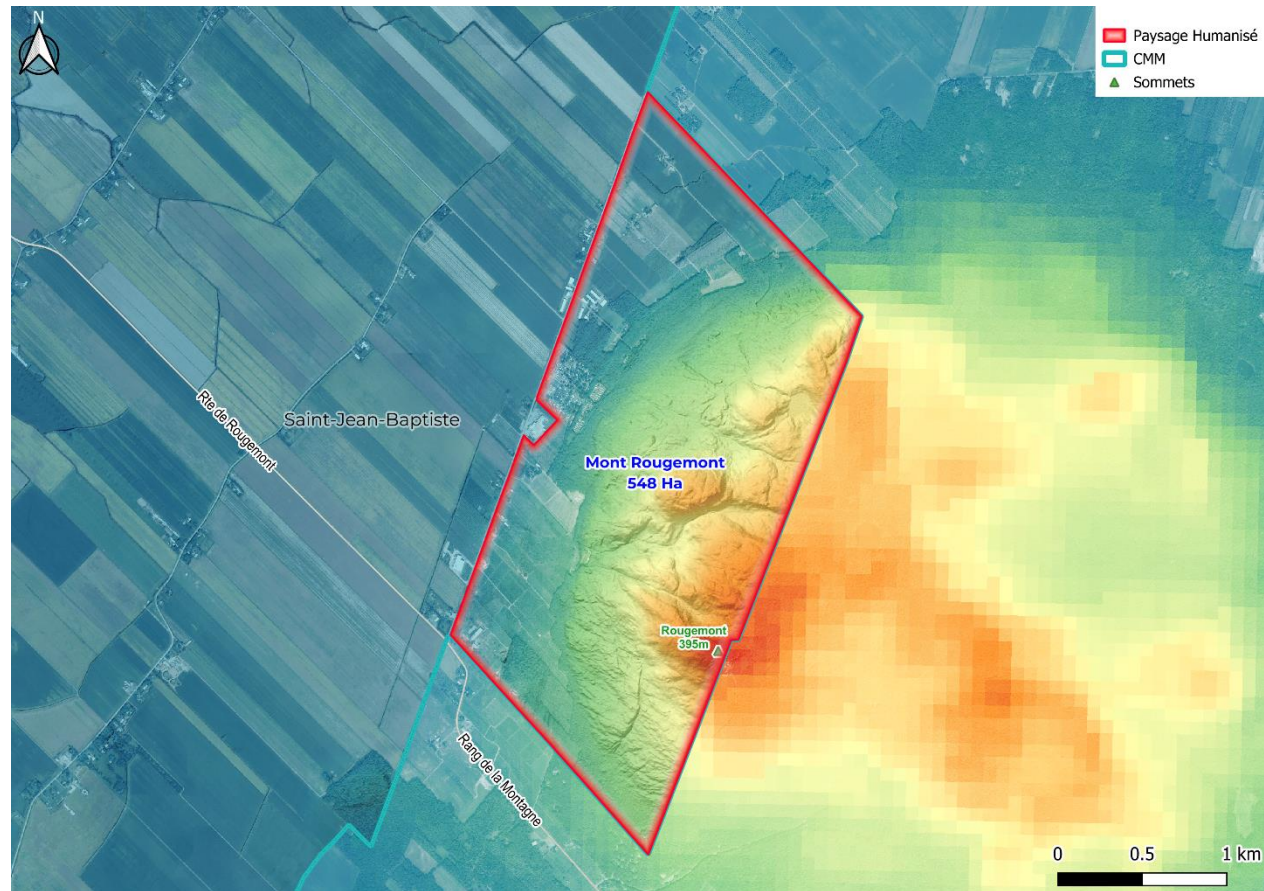 N
Paysage Humanisé
CMM
Sommets
Rte de Rougemont
Saint-Jean-Baptiste
Mont Rougemont
548 Ha
Rougemont
395m
Rang de la Montagne
0 0.5 1 km